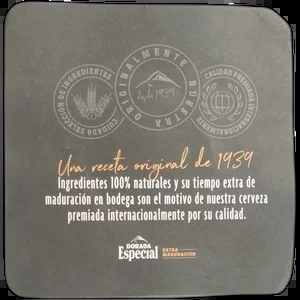 CUIDADA SELECCIÓN DE INGREDIENTES
ORIGINALMENTE NUESTRA
desde 1939
CALIDAD PREMIADA INTERNACIONALMENTE
Una receta original de 1939
Ingredientes 100% naturales y su tiempo extra de
maduración en bodega son el motivo de nuestra cerveza
premiada internacionalmente por su calidad.
DORADA
Especial
EXTRA
MADURACIÓN